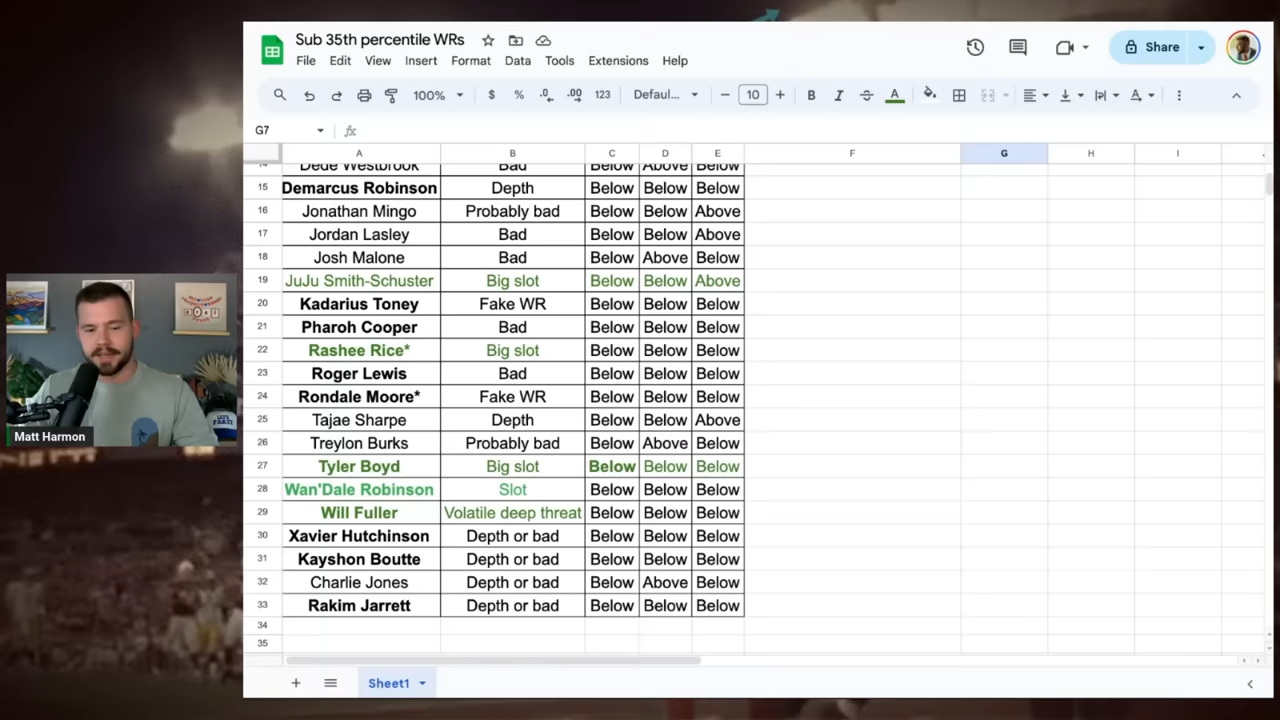 Sub 35th percentile WRs
File Edit View Insert Format Data Tools Extensions Help
Share
100% $ % .0 .00 123 Defaul... − 10 + B I A
G7 fx
A B C D E F G H I
14 Dede Westbrook Bad Below Above Below
15 Demarcus Robinson Depth Below Below Below
16 Jonathan Mingo Probably bad Below Below Above
17 Jordan Lasley Bad Below Below Above
18 Josh Malone Bad Below Above Below
19 JuJu Smith-Schuster Big slot Below Below Above
20 Kadarius Toney Fake WR Below Below Below
21 Pharoh Cooper Bad Below Below Below
22 Rashee Rice* Big slot Below Below Below
23 Roger Lewis Bad Below Below Below
24 Rondale Moore* Fake WR Below Below Below
25 Tajae Sharpe Depth Below Below Above
26 Treylon Burks Probably bad Below Above Below
27 Tyler Boyd Big slot Below Below Below
28 Wan'Dale Robinson Slot Below Below Below
29 Will Fuller Volatile deep threat Below Below Below
30 Xavier Hutchinson Depth or bad Below Below Below
31 Kayshon Boutte Depth or bad Below Below Below
32 Charlie Jones Depth or bad Below Above Below
33 Rakim Jarrett Depth or bad Below Below Below
34
35
Sheet1
Matt Harmon